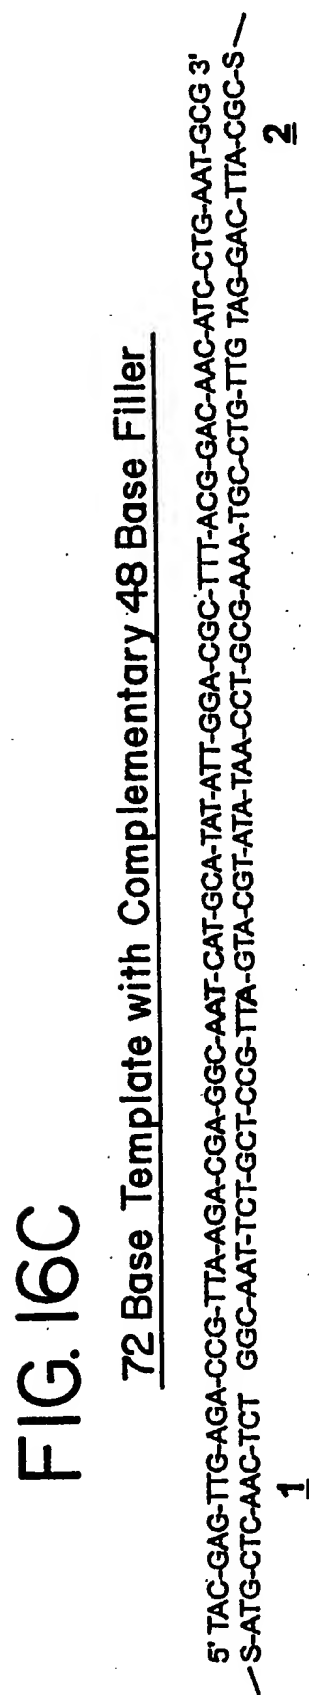 FIG. 16C
72 Base Template with Complementary 48 Base Filler
5' TAC-GAG-TTG-AGA-CCG-TTA-AGA-CGA-GGC-AAT-CAT-GCA-TAT-ATT-GGA-CGC-TTT-ACG-GAC-AAC-ATC-CTG-AAT-GCG 3'
S-ATG-CTC-AAC-TCT GGC-AAT-TCT-GCT-CCG-TTA-GTA-CGT-ATA-TAA-CCT-GCG-AAA-TGC-CTG-TTG TAG-GAC-TTA-CGC-S
1 2